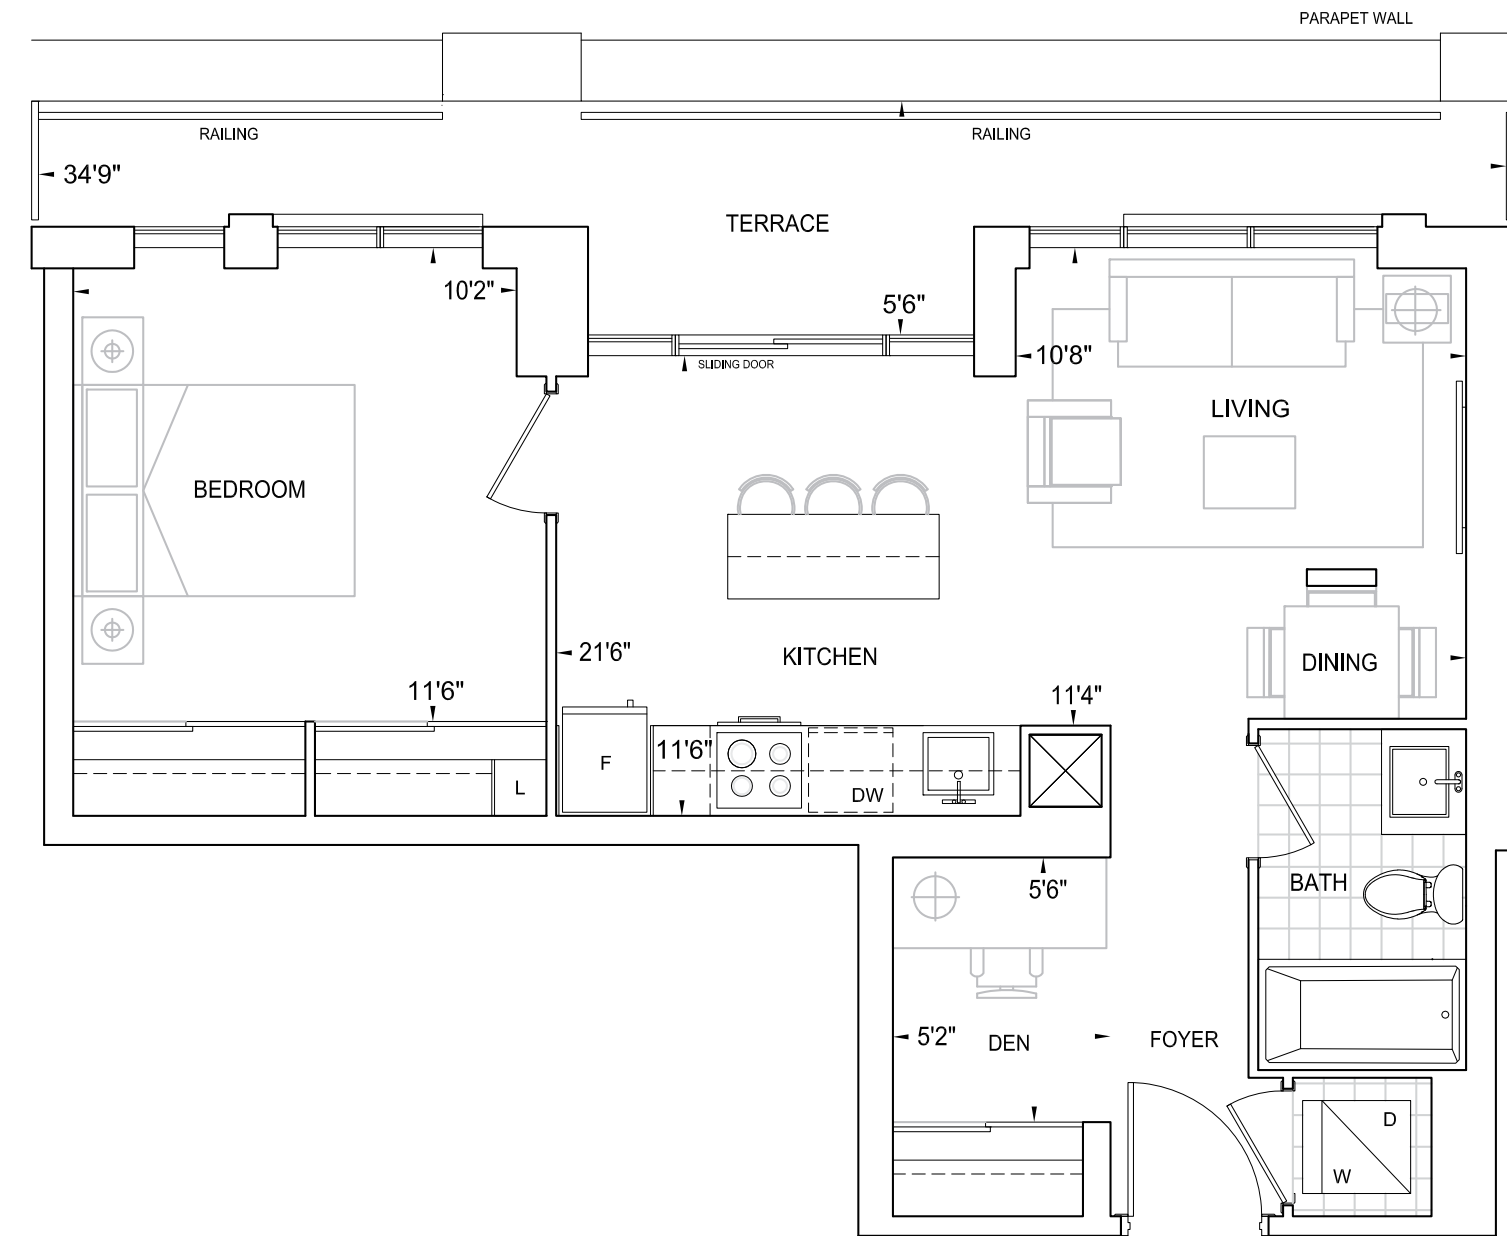 PARAPET WALL
RAILING
RAILING
34'9"
TERRACE
10'2"
5'6"
SLIDING DOOR
10'8"
LIVING
BEDROOM
21'6"
KITCHEN
DINING
11'6"
11'4"
11'6"
F
L
DW
BATH
5'6"
5'2"
DEN
FOYER
D
W